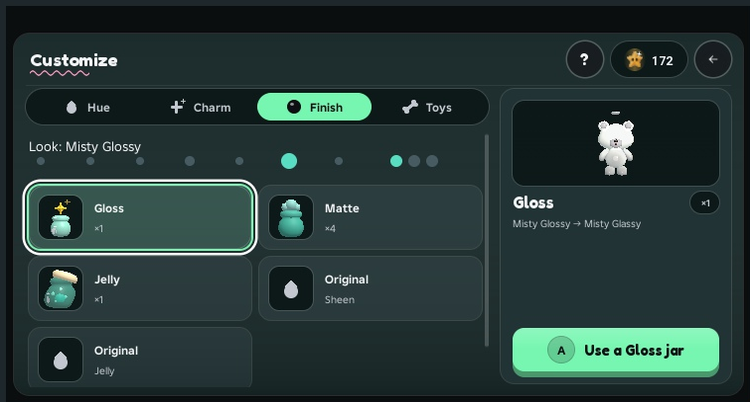 Customize
?
172
←
Hue
Charm
Finish
Toys
Look: Misty Glossy
Gloss
×1
Matte
×4
Jelly
×1
Original
Sheen
Original
Jelly
Gloss
×1
Misty Glossy → Misty Glassy
A
Use a Gloss jar